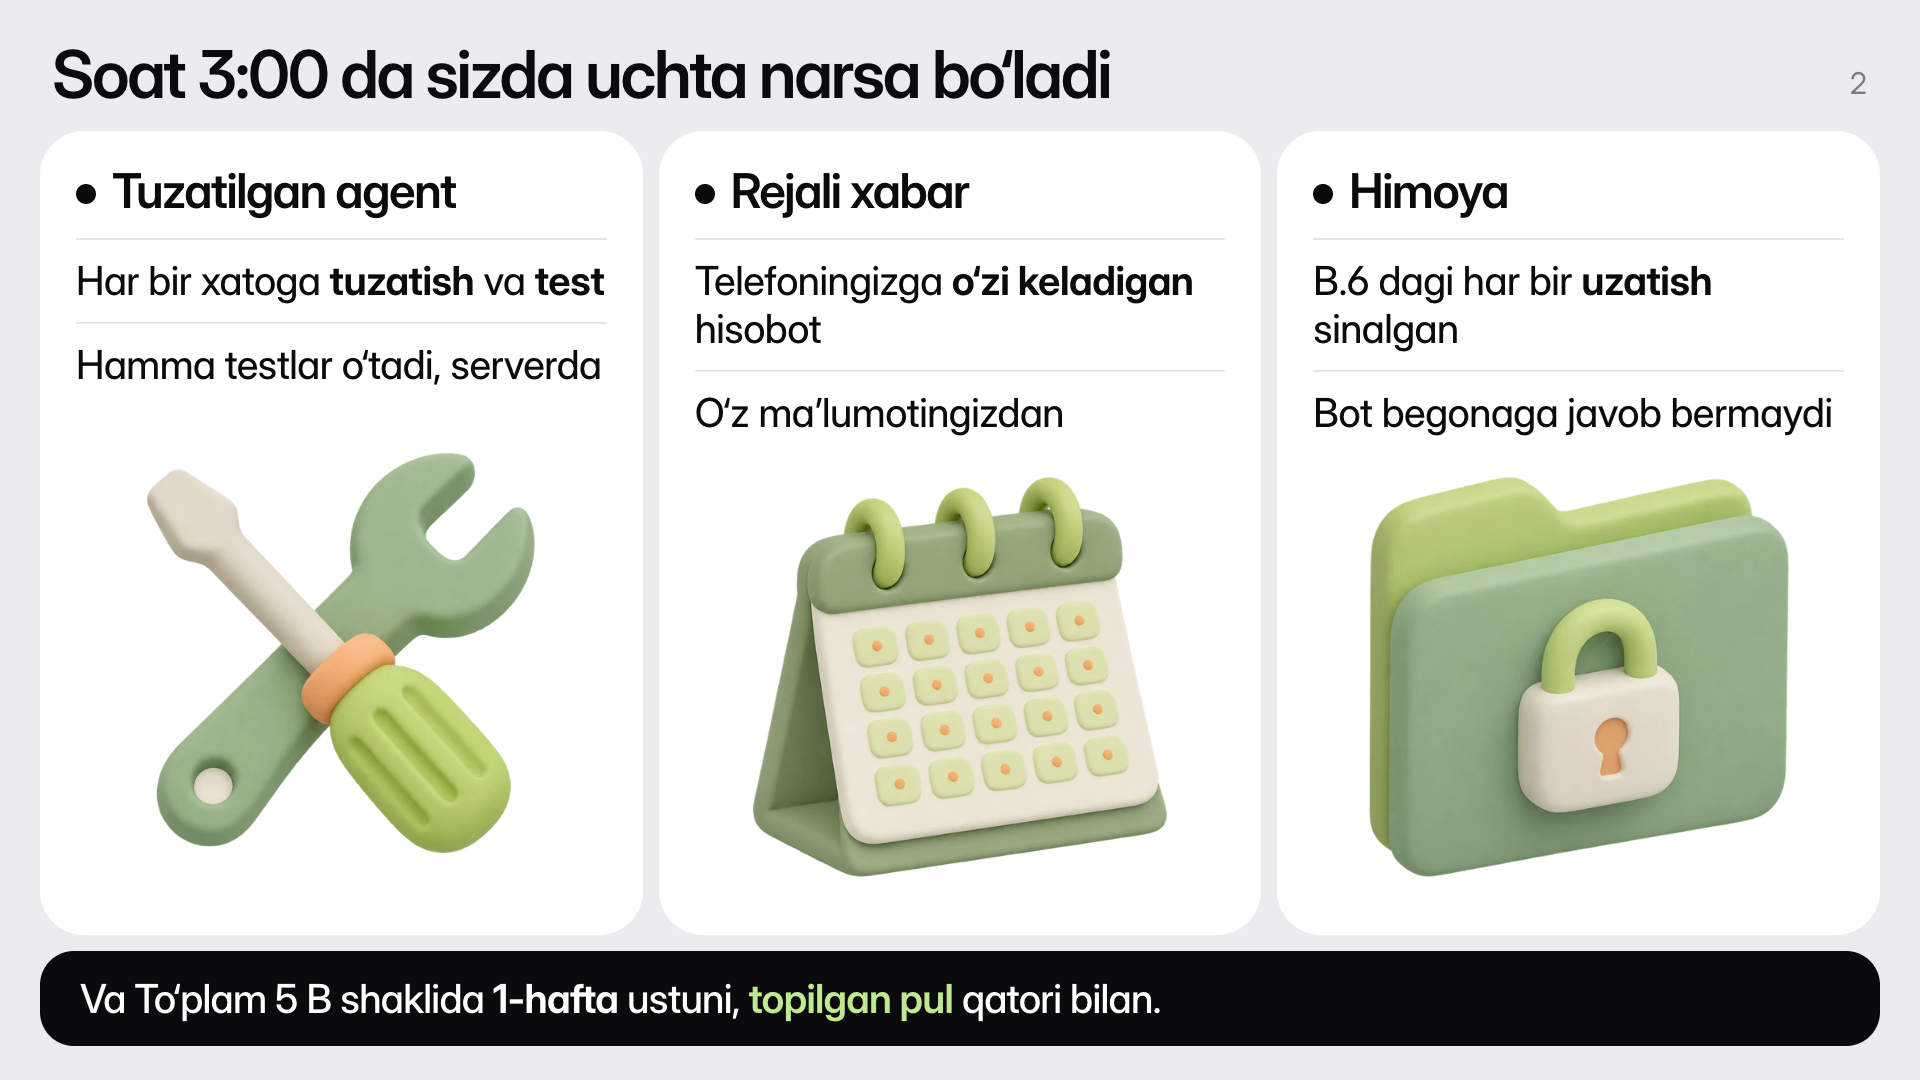 Soat 3:00 da sizda uchta narsa bo‘ladi
2
• Tuzatilgan agent
Har bir xatoga tuzatish va test
Hamma testlar o‘tadi, serverda
• Rejali xabar
Telefoningizga o‘zi keladigan
hisobot
O‘z ma’lumotingizdan
• Himoya
B.6 dagi har bir uzatish
sinalgan
Bot begonaga javob bermaydi
Va To‘plam 5 B shaklida 1-hafta ustuni, topilgan pul qatori bilan.